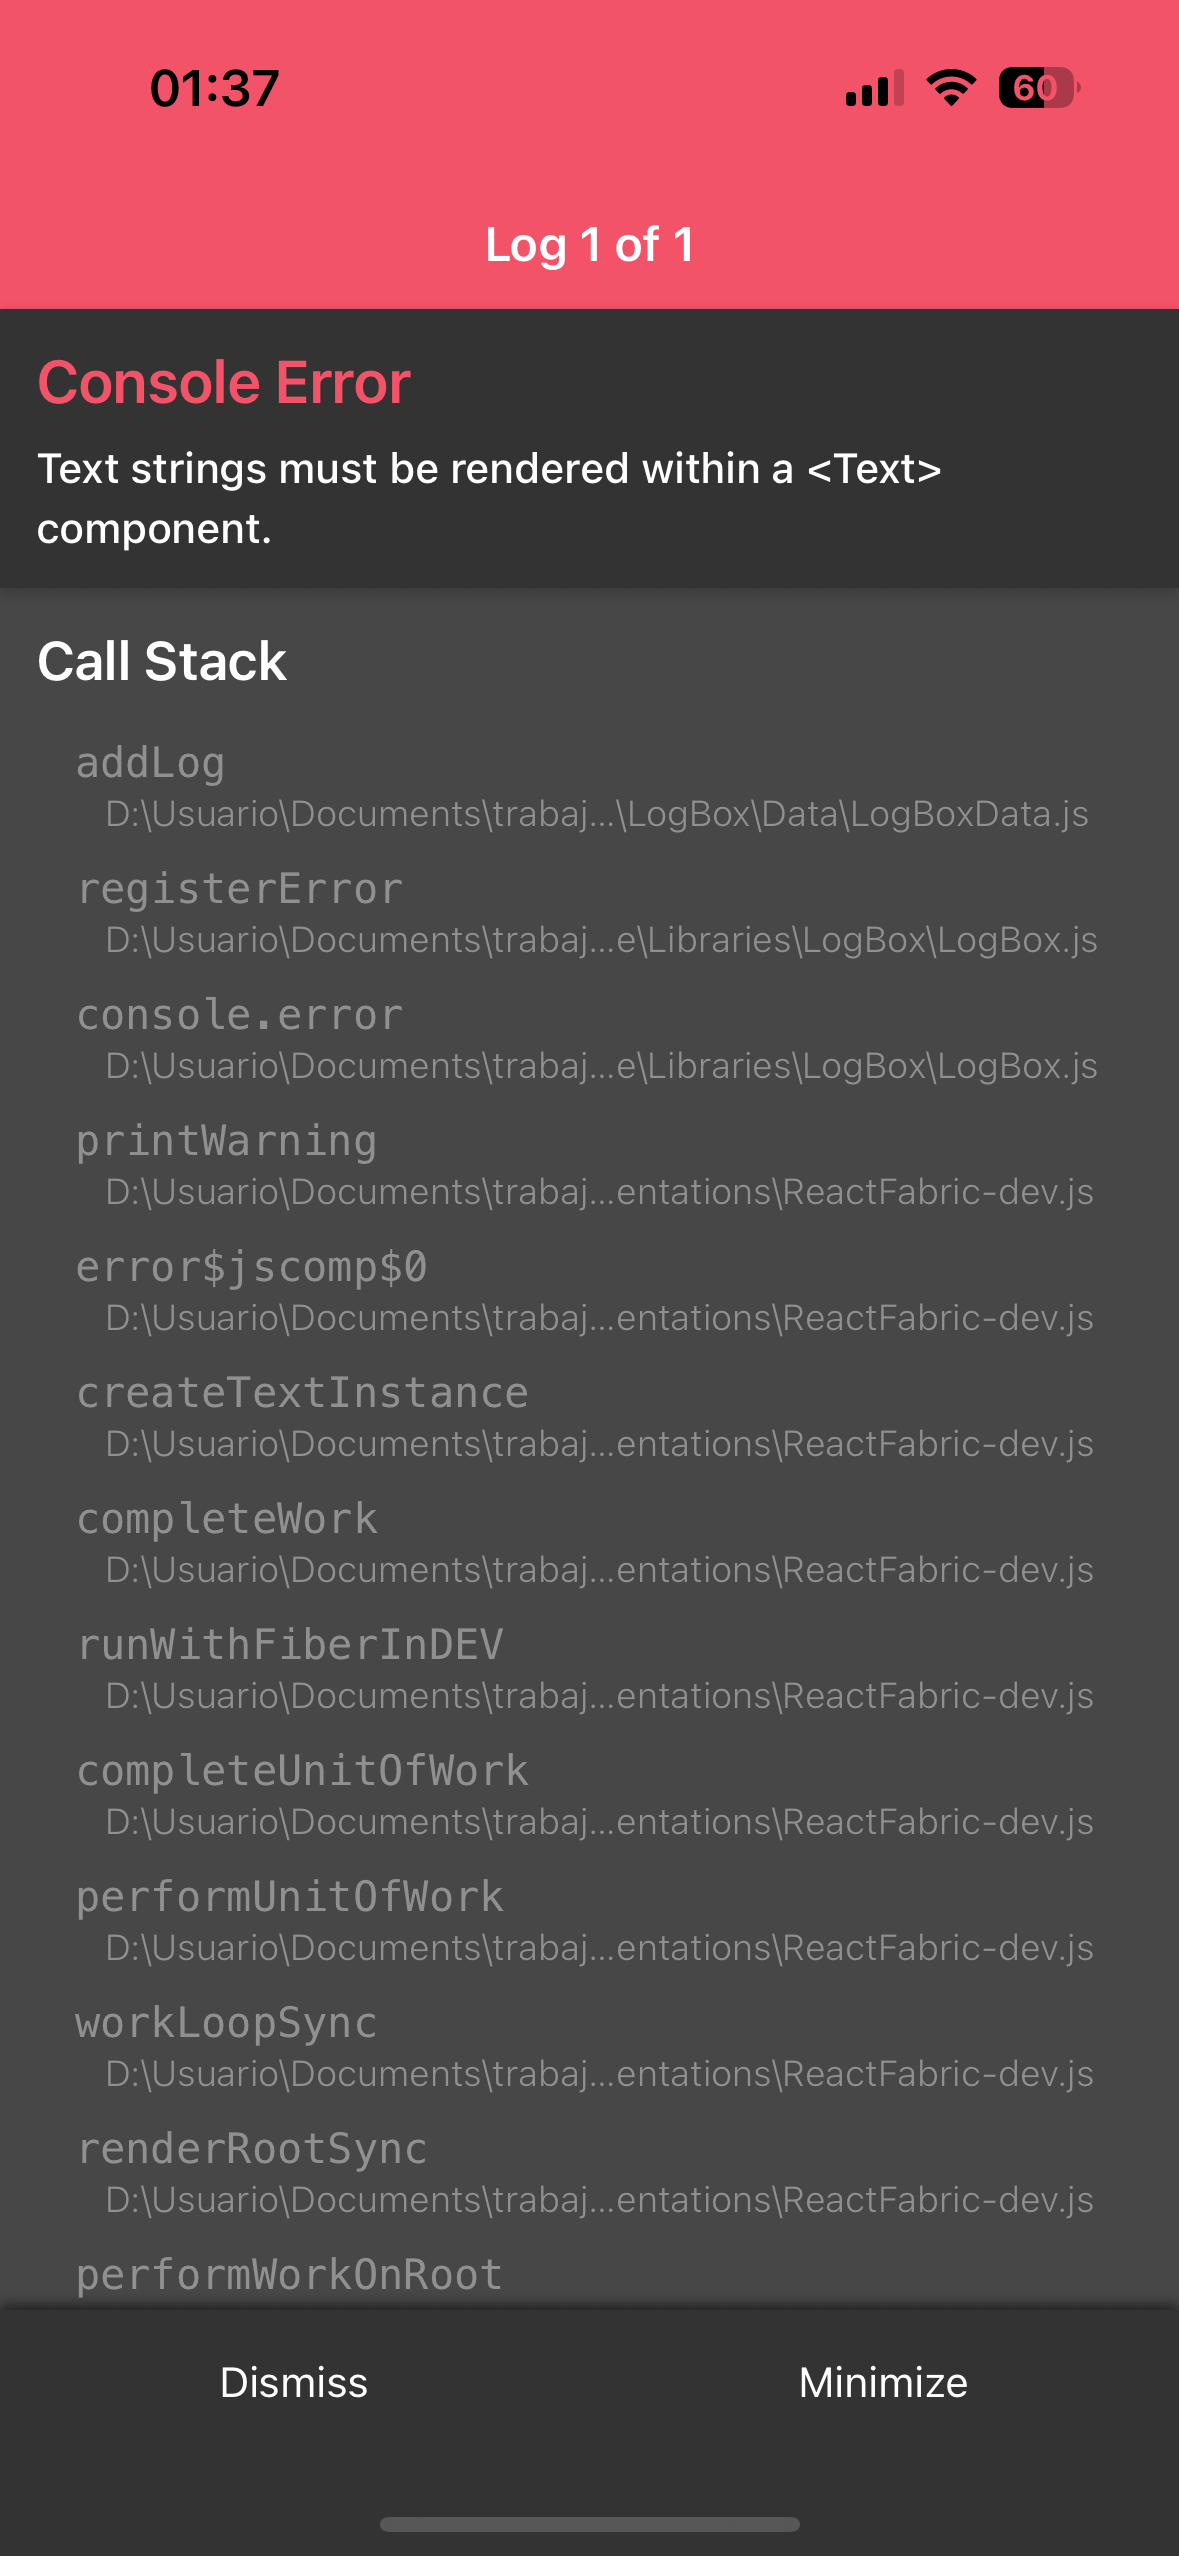 01:37
60
Log 1 of 1
Console Error
Text strings must be rendered within a <Text>
component.
Call Stack
addLog
D:\Usuario\Documents\trabaj...\LogBox\Data\LogBoxData.js
registerError
D:\Usuario\Documents\trabaj...e\Libraries\LogBox\LogBox.js
console.error
D:\Usuario\Documents\trabaj...e\Libraries\LogBox\LogBox.js
printWarning
D:\Usuario\Documents\trabaj...entations\ReactFabric-dev.js
error$jscomp$0
D:\Usuario\Documents\trabaj...entations\ReactFabric-dev.js
createTextInstance
D:\Usuario\Documents\trabaj...entations\ReactFabric-dev.js
completeWork
D:\Usuario\Documents\trabaj...entations\ReactFabric-dev.js
runWithFiberInDEV
D:\Usuario\Documents\trabaj...entations\ReactFabric-dev.js
completeUnitOfWork
D:\Usuario\Documents\trabaj...entations\ReactFabric-dev.js
performUnitOfWork
D:\Usuario\Documents\trabaj...entations\ReactFabric-dev.js
workLoopSync
D:\Usuario\Documents\trabaj...entations\ReactFabric-dev.js
renderRootSync
D:\Usuario\Documents\trabaj...entations\ReactFabric-dev.js
performWorkOnRoot
Dismiss
Minimize